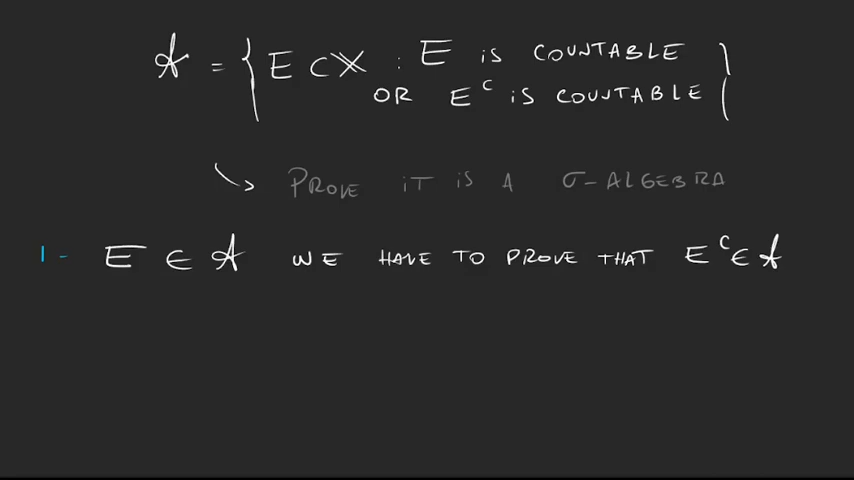 𝒜 = { E ⊂ X : E is COUNTABLE
OR E^c is COUNTABLE }
↘ PROVE iT is A σ-ALGEBRA
1- E ∈ 𝒜 WE HAVE TO PROVE THAT E^c ∈ 𝒜